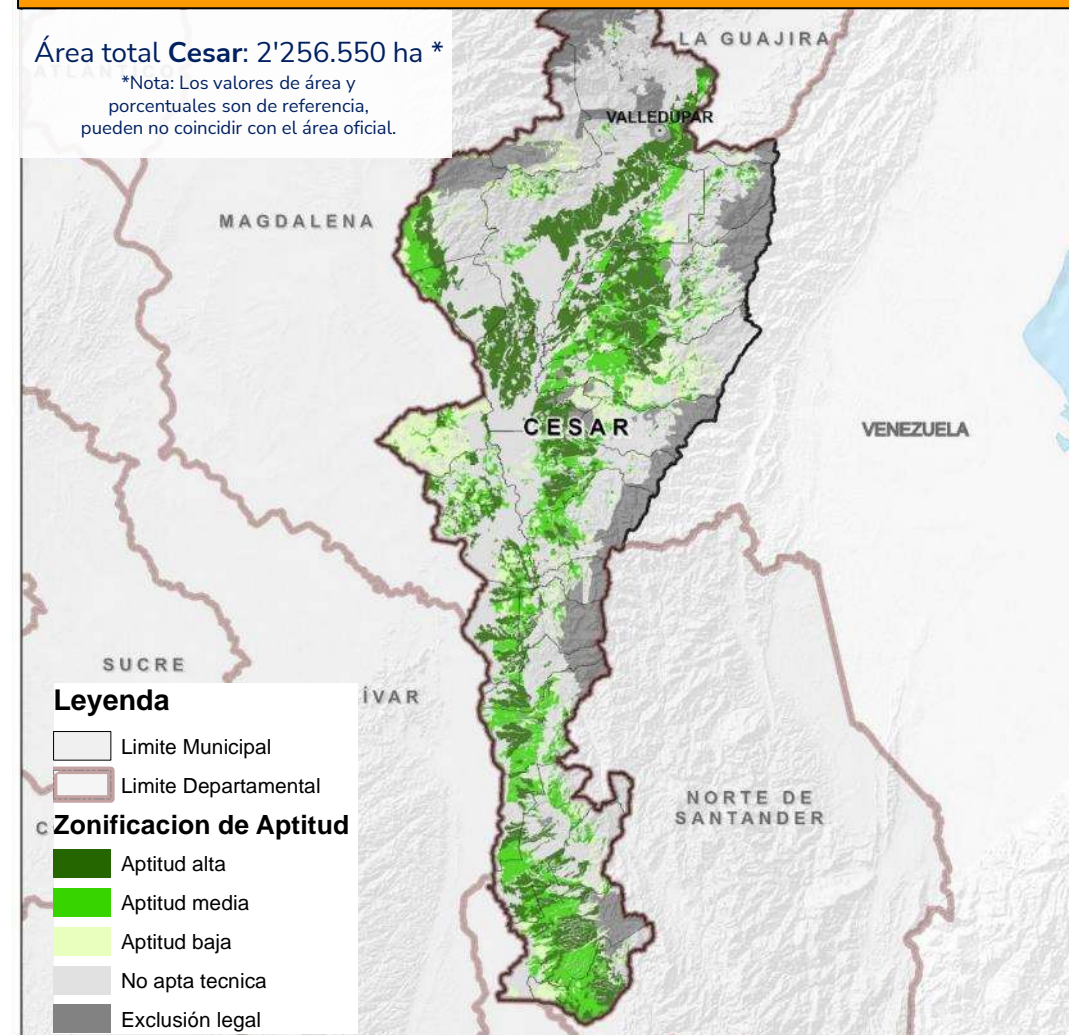 Área total Cesar: 2'256.550 ha *
*Nota: Los valores de área y
porcentuales son de referencia,
pueden no coincidir con el área oficial.
LA GUAJIRA
VALLEDUPAR
MAGDALENA
CESAR
VENEZUELA
SUCRE
ÍVAR
NORTE DE
SANTANDER
Leyenda
Limite Municipal
Limite Departamental
C
Zonificacion de Aptitud
Aptitud alta
Aptitud media
Aptitud baja
No apta tecnica
Exclusión legal